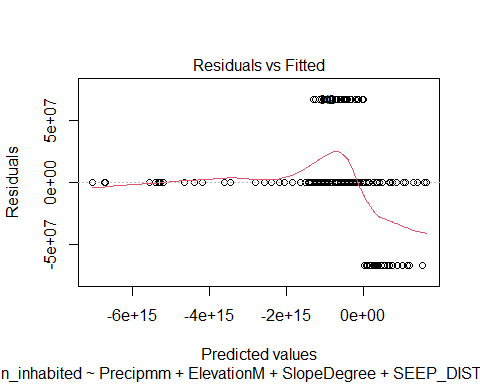 Residuals vs Fitted
Residuals
5e+07
0e+00
-5e+07
-6e+15 -4e+15 -2e+15 0e+00
Predicted values
n_inhabited ~ Precipmm + ElevationM + SlopeDegree + SEEP_DIST